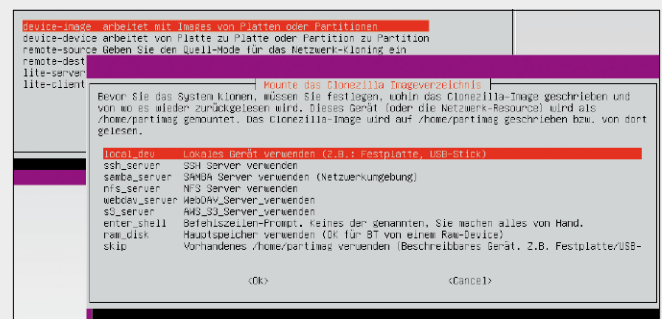 device-image arbeitet mit Images von Platten oder Partitionen
device-device arbeitet von Platte zu Platte oder Partition zu Partition
remote-source Geben Sie den Quell-Mode für das Netzwerk-Kloning ein
remote-dest
lite-server
lite-client
Mounte das Clonezilla Imageverzeichnis
Bevor Sie das System klonen, müssen Sie festlegen, wohin das Clonezilla-Image geschrieben und
von wo es wieder zurückgelesen wird. Dieses Gerät (oder die Netzwerk-Resource) wird als
/home/partimag gemountet. Das Clonezilla-Image wird auf /home/partimag geschrieben bzw. von dort
gelesen.
local_dev Lokales Gerät verwenden (Z.B.: Festplatte, USB-Stick)
ssh_server SSH Server verwenden
samba_server SAMBA Server verwenden (Netzwerkumgebung)
nfs_server NFS Server verwenden
webdav_server WebDAV_Server_verwenden
s3_server AWS_S3_Server_verwenden
enter_shell Befehlszeilen-Prompt. Keines der genannten, Sie machen alles von Hand.
ram_disk Hauptspeicher verwenden (OK für BT von einem Raw-Device)
skip Vorhandenes /home/partimag verwenden (Beschreibbares Gerät. Z.B. Festplatte/USB-
<Ok> <Cancel>